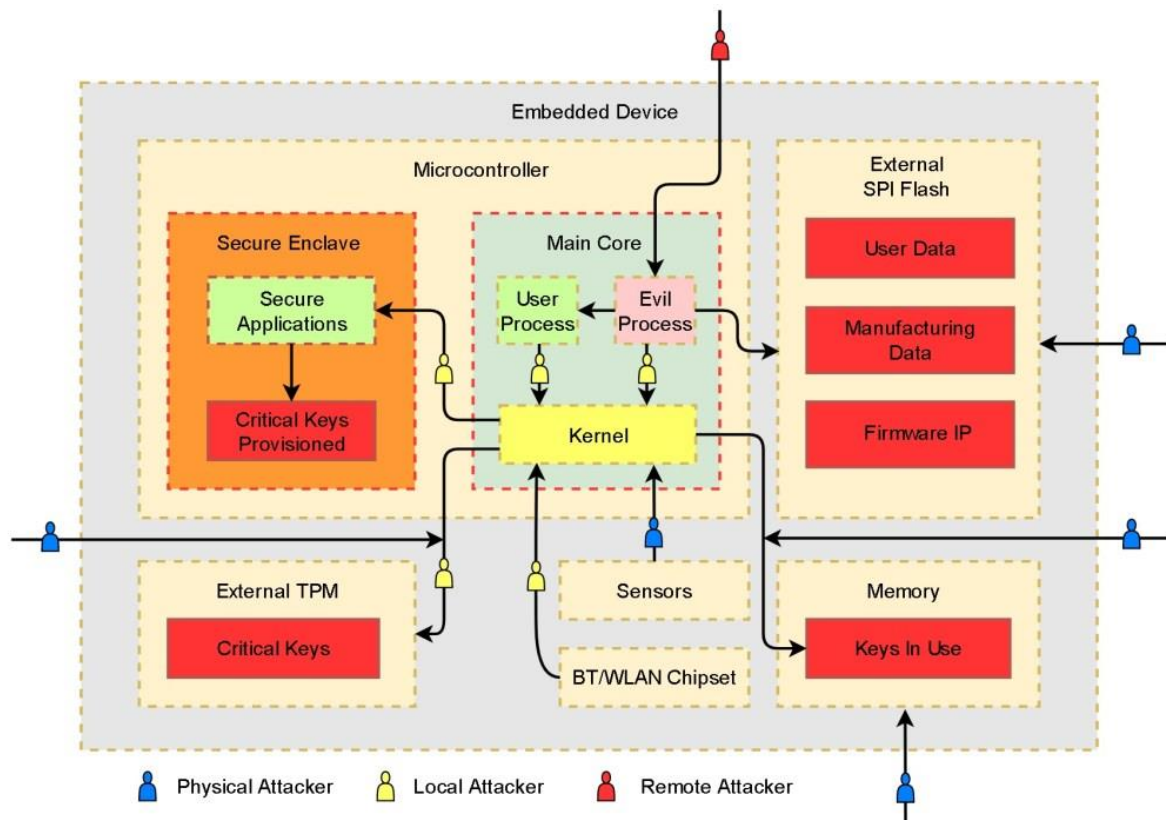 Embedded Device
Microcontroller
Secure Enclave
Secure
Applications
Critical Keys
Provisioned
Main Core
User
Process
Evil
Process
Kernel
External
SPI Flash
User Data
Manufacturing
Data
Firmware IP
External TPM
Critical Keys
Sensors
BT/WLAN Chipset
Memory
Keys In Use
Physical Attacker
Local Attacker
Remote Attacker